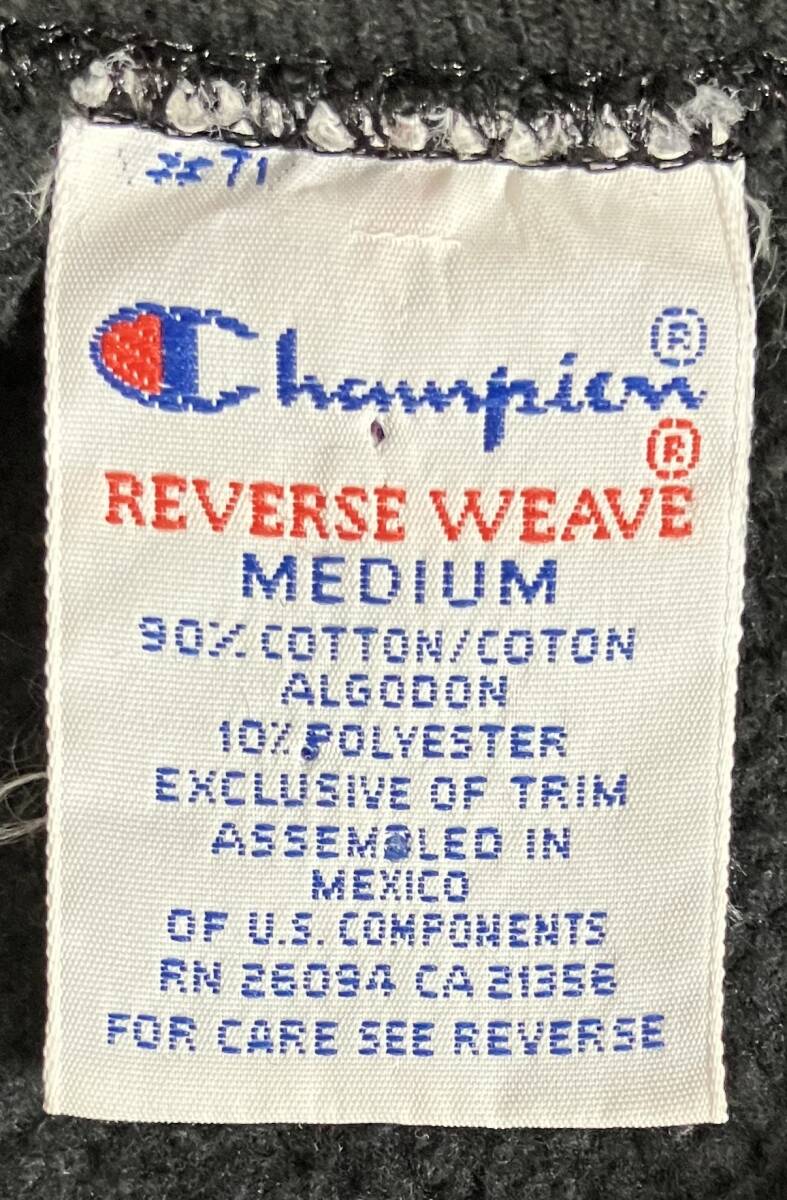 71
Champion®
®
REVERSE WEAVE
MEDIUM
90% COTTON/COTON
ALGODON
10% POLYESTER
EXCLUSIVE OF TRIM
ASSEMBLED IN
MEXICO
OF U.S. COMPONENTS
RN 26094 CA 21356
FOR CARE SEE REVERSE